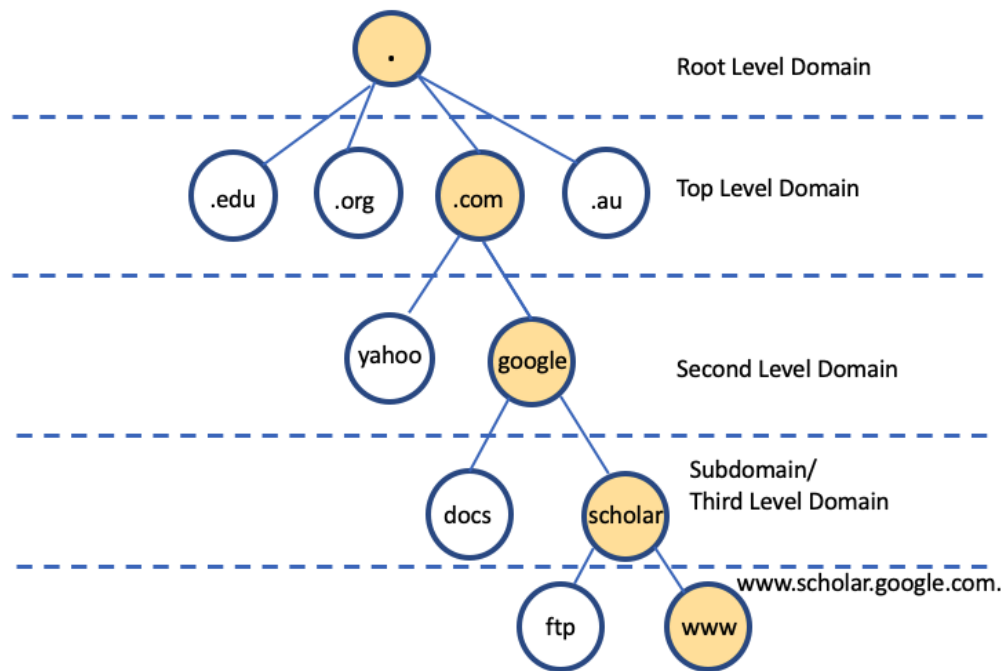 .
Root Level Domain
.edu
.org
.com
.au
Top Level Domain
yahoo
google
Second Level Domain
docs
scholar
Subdomain/
Third Level Domain
ftp
www
www.scholar.google.com.